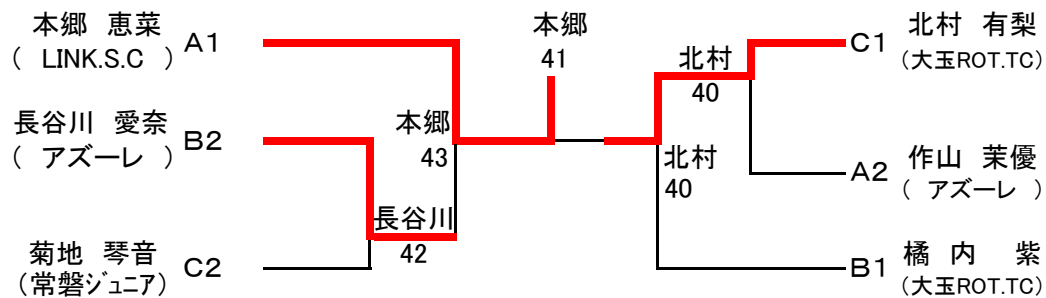 本郷 恵菜
( LINK.S.C )
A1
長谷川 愛奈
( アズーレ )
B2
菊地 琴音
(常磐ジュニア)
C2
本郷
43
長谷川
42
本郷
41
北村
40
北村
40
北村 有梨
(大玉ROT.TC)
C1
A2
作山 茉優
( アズーレ )
B1
橘内 紫
(大玉ROT.TC)